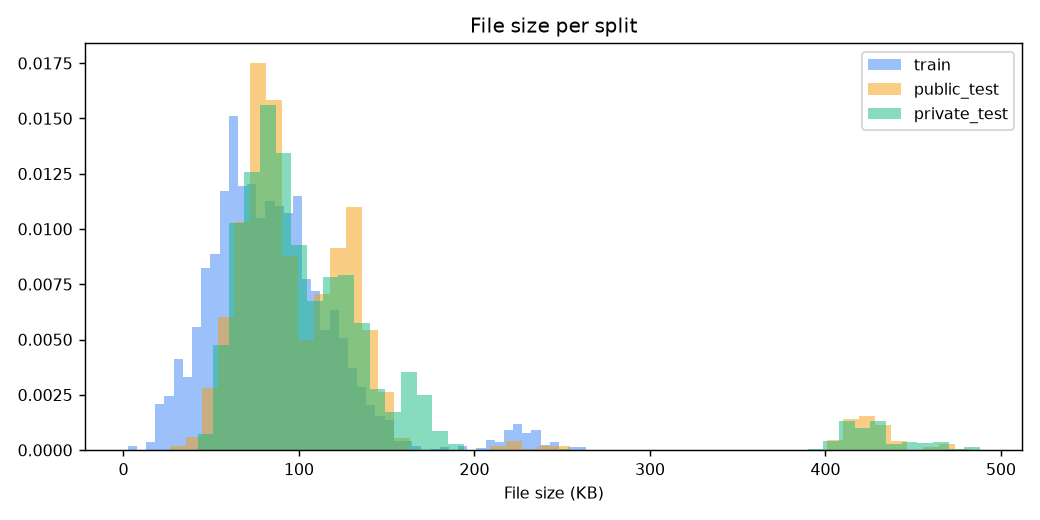 File size per split
0.0175
0.0150
0.0125
0.0100
0.0075
0.0050
0.0025
0.0000
train
public_test
private_test
0 100 200 300 400 500
File size (KB)